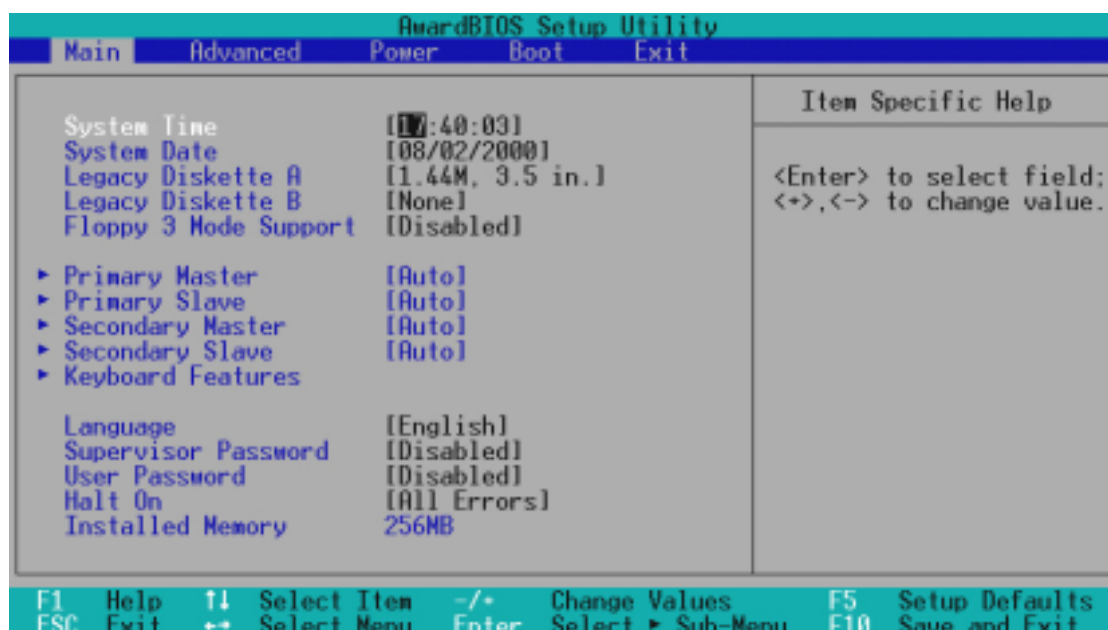 AwardBIOS Setup Utility
Main Advanced Power Boot Exit
Item Specific Help
System Time [17:40:03]
System Date [08/02/2000]
Legacy Diskette A [1.44M, 3.5 in.]
<Enter> to select field;
Legacy Diskette B [None]
<+>,<-> to change value.
Floppy 3 Mode Support [Disabled]
▶ Primary Master [Auto]
▶ Primary Slave [Auto]
▶ Secondary Master [Auto]
▶ Secondary Slave [Auto]
▶ Keyboard Features
Language [English]
Supervisor Password [Disabled]
User Password [Disabled]
Halt On [All Errors]
Installed Memory 256MB
F1 Help ↑↓ Select Item -/+ Change Values F5 Setup Defaults
ESC Exit ←→ Select Menu Enter Select ▶ Sub-Menu F10 Save and Exit